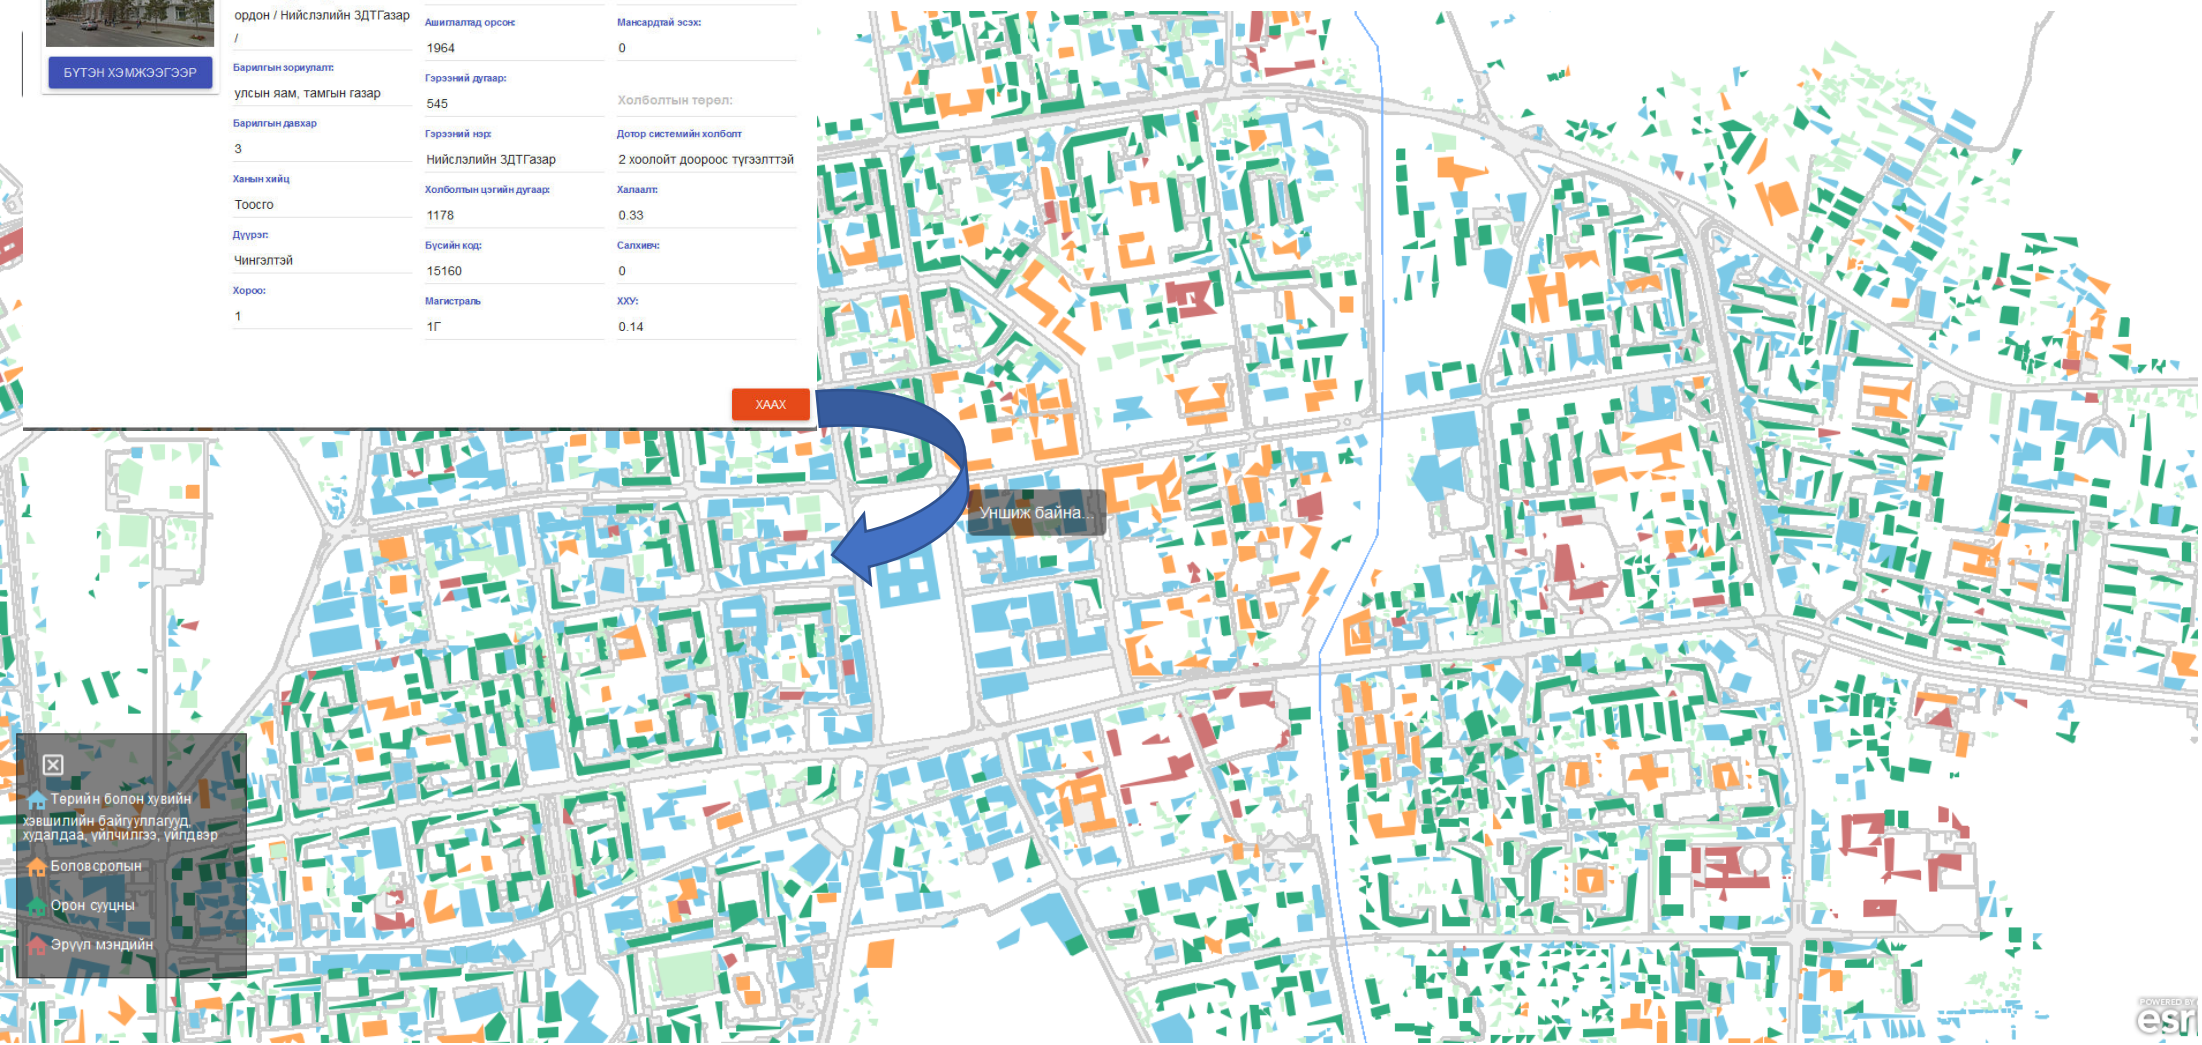 ордон / Нийслэлийн ЗДТГазар
/
БҮТЭН ХЭМЖЭЭГЭЭР
Барилгын зориулалт:
улсын яам, тамгын газар
Барилгын давхар
3
Ханын хийц
Тоосго
Дүүрэг:
Чингэлтэй
Хороо:
1
Ашиглалтад орсон:
1964
Гэрээний дугаар:
545
Гэрээний нэр:
Нийслэлийн ЗДТГазар
Холболтын цэгийн дугаар:
1178
Бүсийн код:
15160
Магистраль
1Г
Мансардтай эсэх:
0
Холболтын төрөл:
Дотор системийн холболт
2 хоолойт доороос түгээлттэй
Халаалт:
0.33
Салхивч:
0
ХХУ:
0.14
ХААХ
Уншиж байна...
Төрийн болон хувийн
хэвшилийн байгууллагууд,
худалдаа, үйлчилгээ, үйлдвэр
Боловсролын
Орон сууцны
Эрүүл мэндийн
POWERED BY
esri